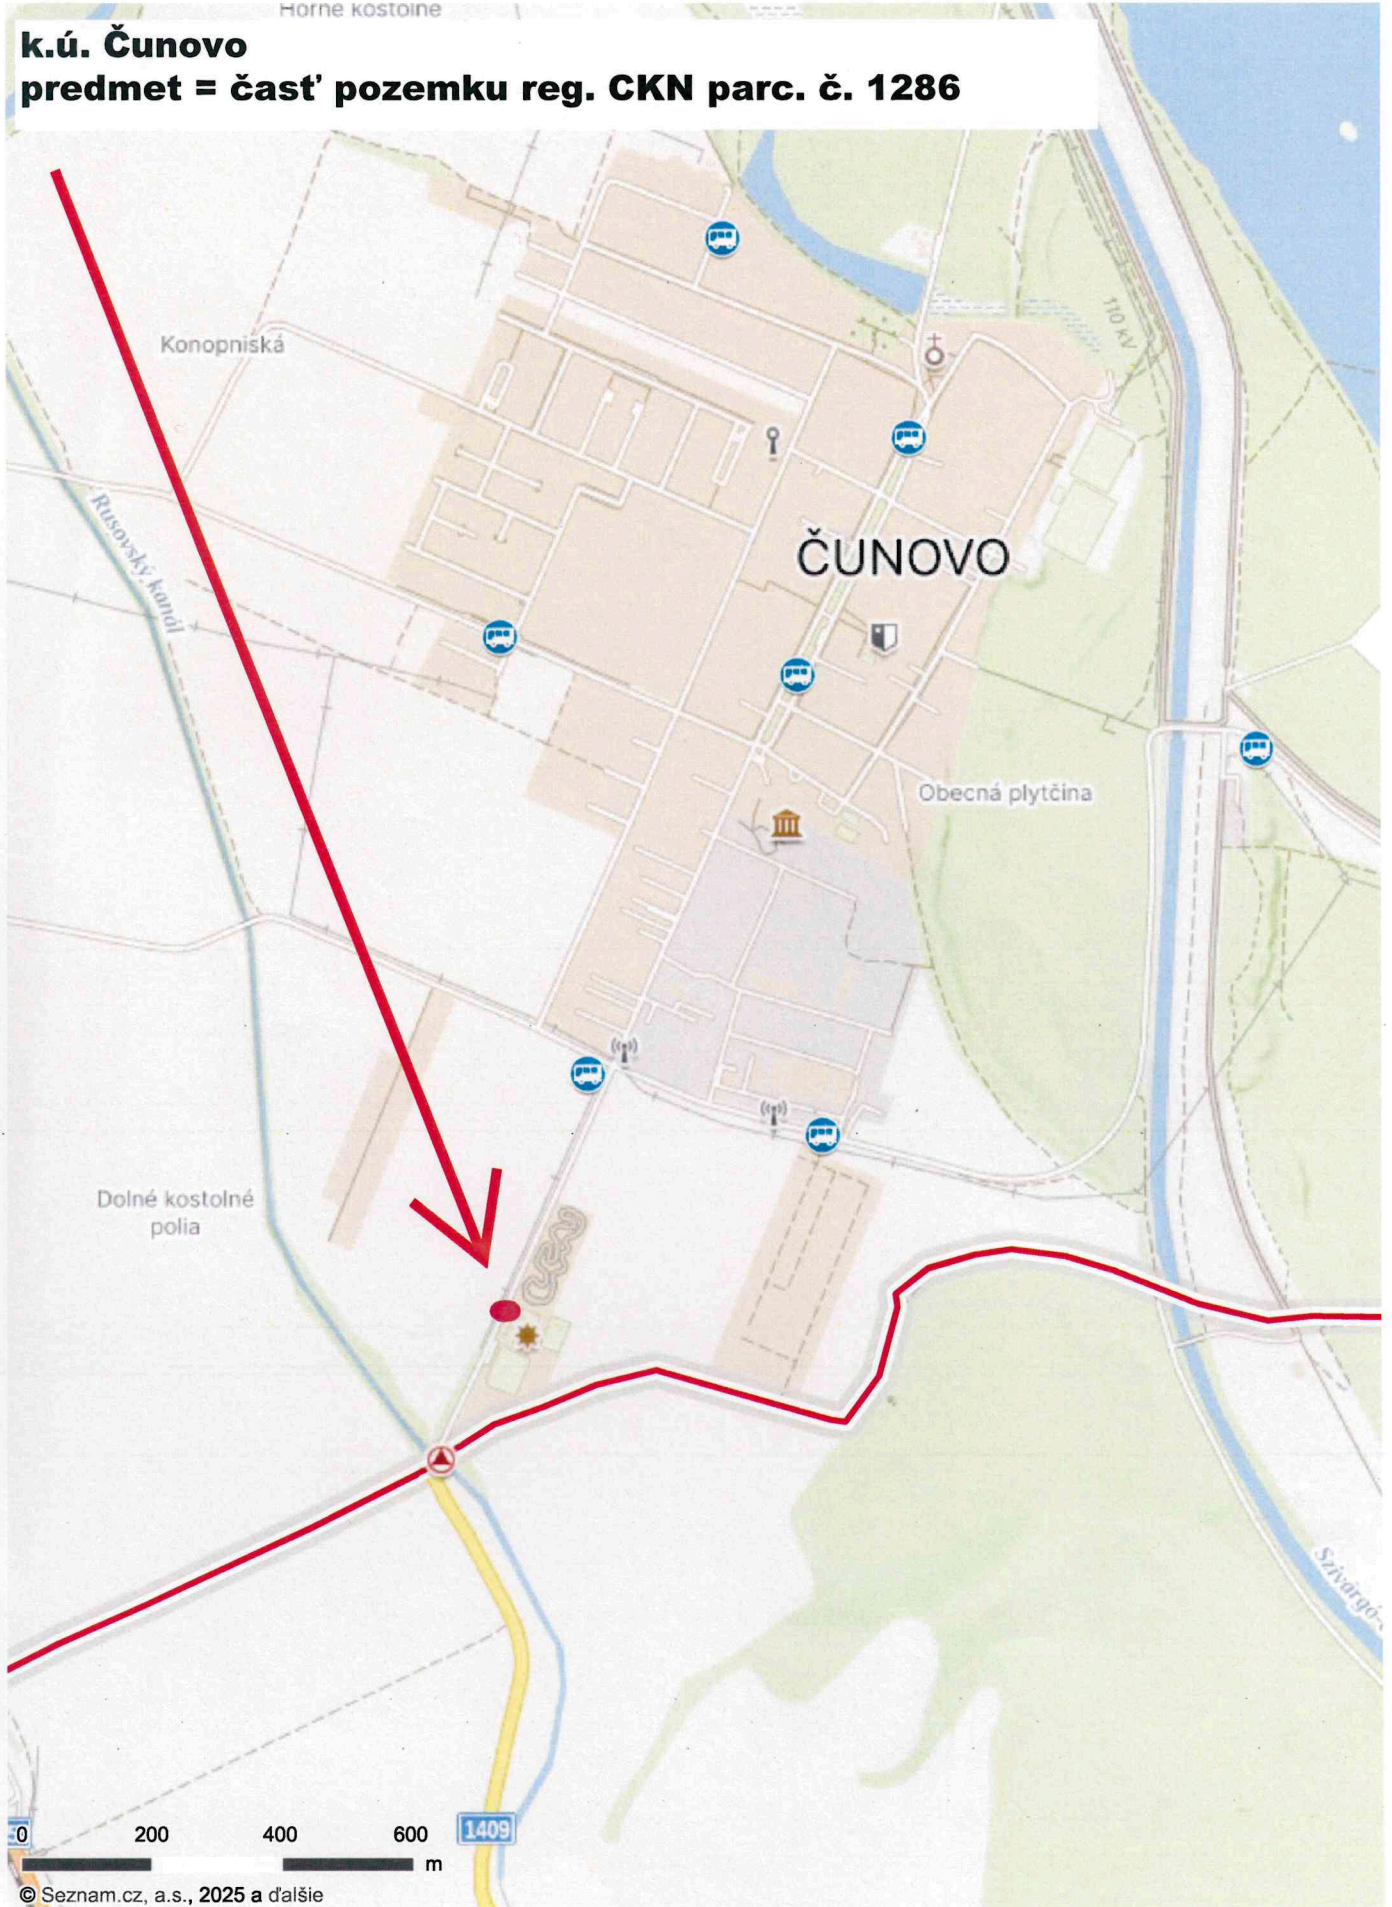 Horné kostolné
k.ú. Čunovo
predmet = časť pozemku reg. CKN parc. č. 1286
110 kV
Konopniská
Rusovský kanál
ČUNOVO
Obecná plytčina
Dolné kostolné
polia
Szivárgó-
0 200 400 600
m
1409
© Seznam.cz, a.s., 2025 a ďalšie